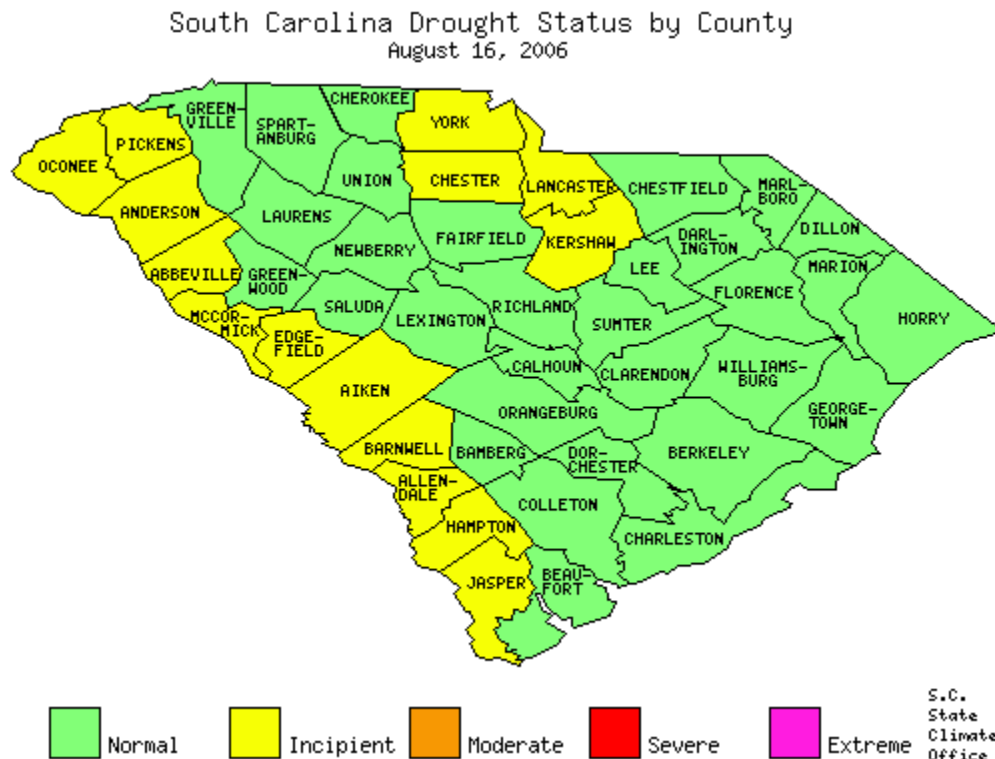 South Carolina Drought Status by County
August 16, 2006
CHEROKEE
GREEN-
VILLE
SPART-
ANBURG
YORK
PICKENS
OCONEE
UNION
CHESTER
LANCASTER
CHESTFIELD
MARL-
BORO
ANDERSON
LAURENS
DILLON
FAIRFIELD
KERSHAW
DARL-
INGTON
NEWBERRY
ABBEVILLE
GREEN-
WOOD
LEE
MARION
SALUDA
RICHLAND
FLORENCE
MCCOR-
MICK
LEXINGTON
SUMTER
HORRY
EDGE-
FIELD
CALHOUN
CLARENDON
WILLIAMS-
BURG
AIKEN
ORANGEBURG
GEORGE-
TOWN
BARNWELL
BAMBERG
DOR-
CHESTER
BERKELEY
ALLEN-
DALE
COLLETON
HAMPTON
CHARLESTON
JASPER
BEAU-
FORT
Normal
Incipient
Moderate
Severe
Extreme
S.C.
State
Climate
Office